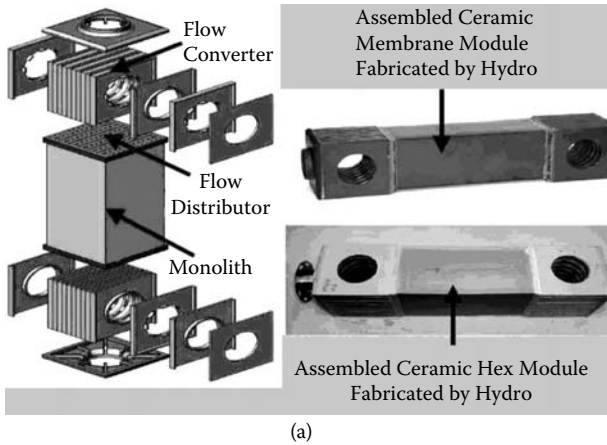 Flow
Converter
Flow
Distributor
Monolith
Assembled Ceramic
Membrane Module
Fabricated by Hydro
Assembled Ceramic Hex Module
Fabricated by Hydro
(a)